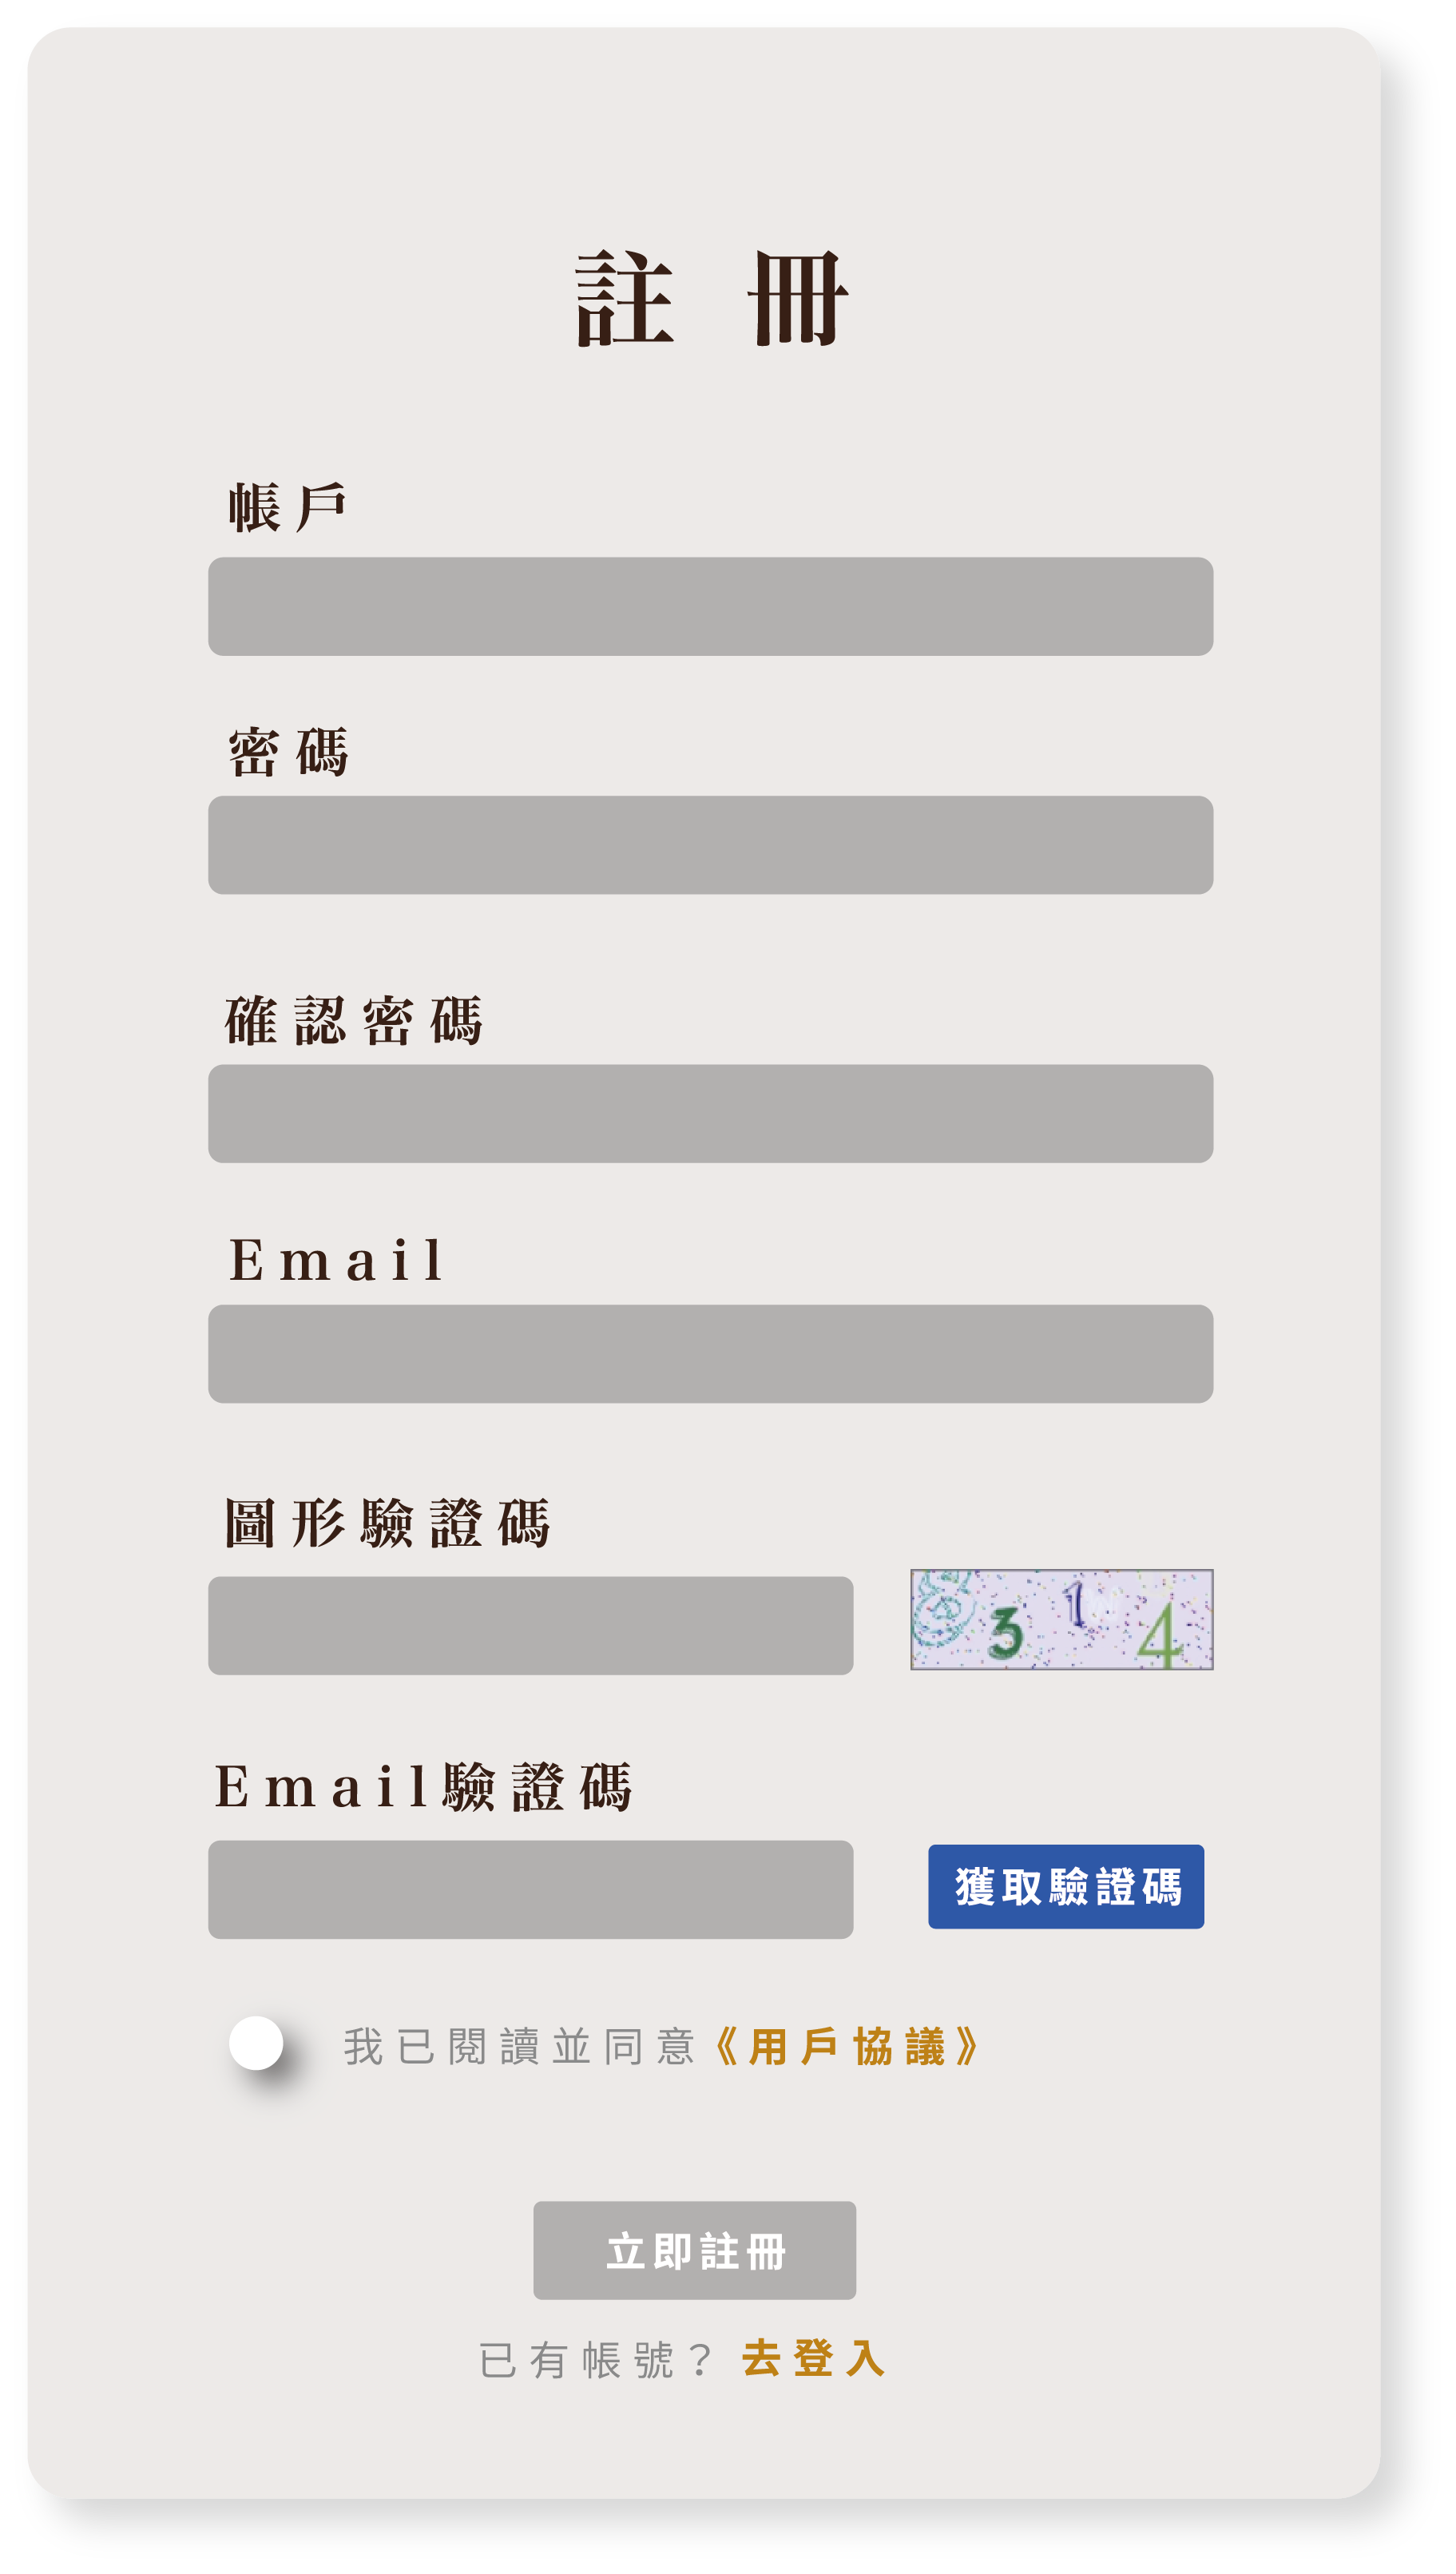 註冊
帳戶
密碼
確認密碼
Email
圖形驗證碼
3 1 4
Email驗證碼
獲取驗證碼
我已閱讀並同意《用戶協議》
立即註冊
已有帳號？ 去登入